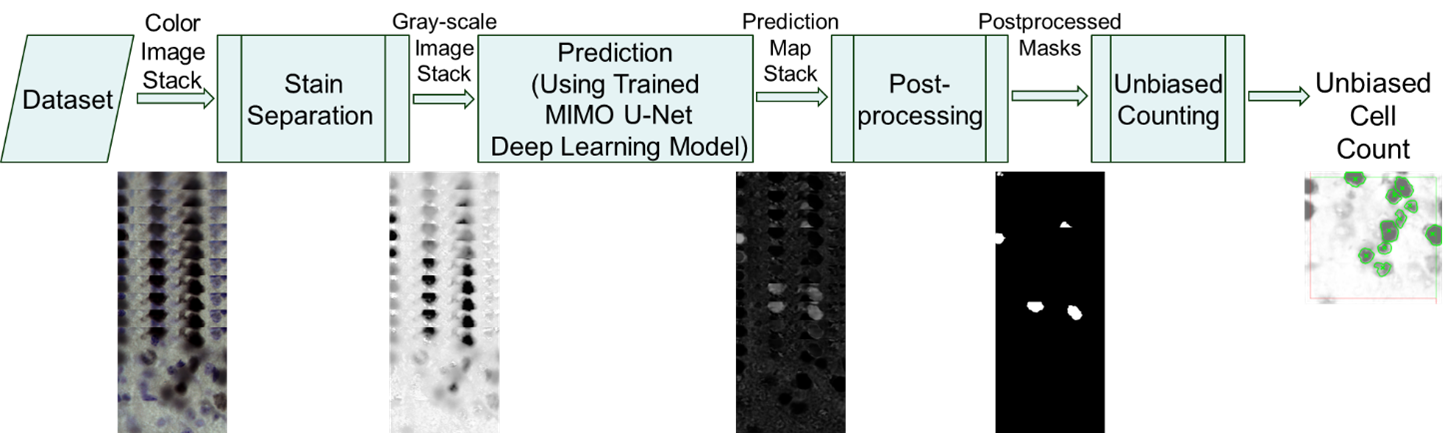 Dataset
Color
Image
Stack
Stain
Separation
Gray-scale
Image
Stack
Prediction
(Using Trained
MIMO U-Net
Deep Learning Model)
Prediction
Map
Stack
Post-
processing
Postprocessed
Masks
Unbiased
Counting
Unbiased
Cell
Count